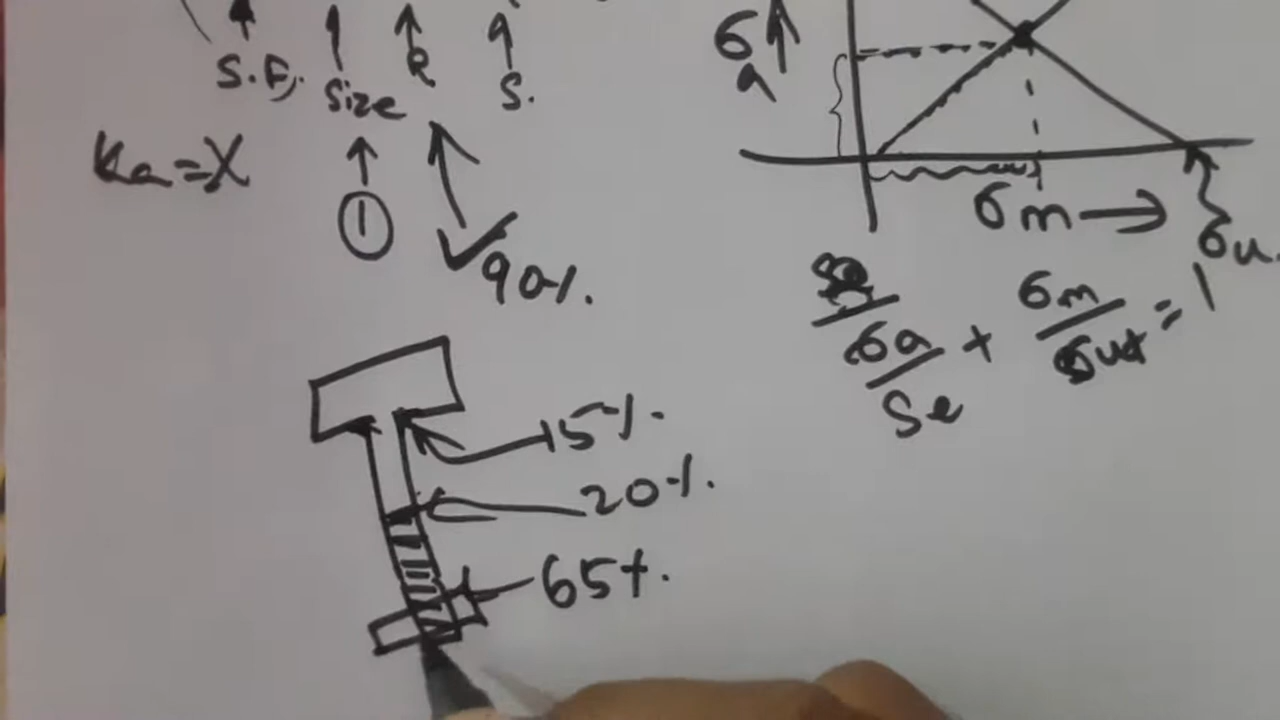 S.F. Size R S.
Ka=X
1
90%.
15%.
20%.
65%.
σa
σm
σu.
σa/Se + σm/σut = 1